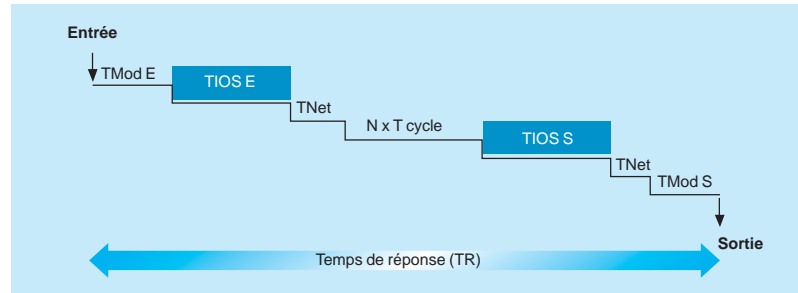 Entrée
TMod E
TIOS E
TNet
N x T cycle
TIOS S
TNet
TMod S
Sortie
Temps de réponse (TR)